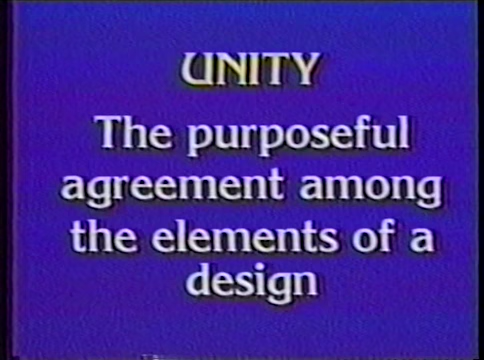 UNITY
The purposeful
agreement among
the elements of a
design